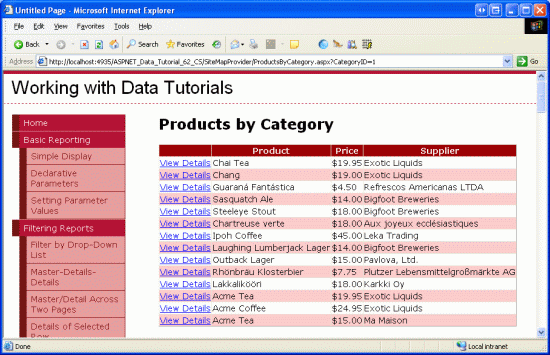 Untitled Page - Microsoft Internet Explorer
File Edit View Favorites Tools Help
Back Search Favorites
Address http://localhost:4935/ASPNET_Data_Tutorial_62_CS/SiteMapProvider/ProductsByCategory.aspx?CategoryID=1 Go
Working with Data Tutorials
Home
Basic Reporting
Simple Display
Declarative
Parameters
Setting Parameter
Values
Filtering Reports
Filter by Drop-Down
List
Master-Details-
Details
Master/Detail Across
Two Pages
Details of Selected
Row
Products by Category
Product Price Supplier
View Details Chai Tea $19.95 Exotic Liquids
View Details Chang $19.00 Exotic Liquids
View Details Guaraná Fantástica $4.50 Refrescos Americanas LTDA
View Details Sasquatch Ale $14.00 Bigfoot Breweries
View Details Steeleye Stout $18.00 Bigfoot Breweries
View Details Chartreuse verte $18.00 Aux joyeux ecclésiastiques
View Details Ipoh Coffee $45.00 Leka Trading
View Details Laughing Lumberjack Lager $14.00 Bigfoot Breweries
View Details Outback Lager $15.00 Pavlova, Ltd.
View Details Rhönbräu Klosterbier $7.75 Plutzer Lebensmittelgroßmärkte AG
View Details Lakkalikööri $18.00 Karkki Oy
View Details Acme Tea $19.95 Exotic Liquids
View Details Acme Coffee $24.95 Exotic Liquids
View Details Acme Tea $15.00 Ma Maison
Done Local intranet